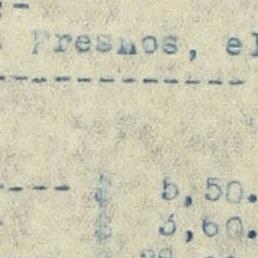 Fresnos, el
----------------
---- $ 5,50.
$ 3,60.